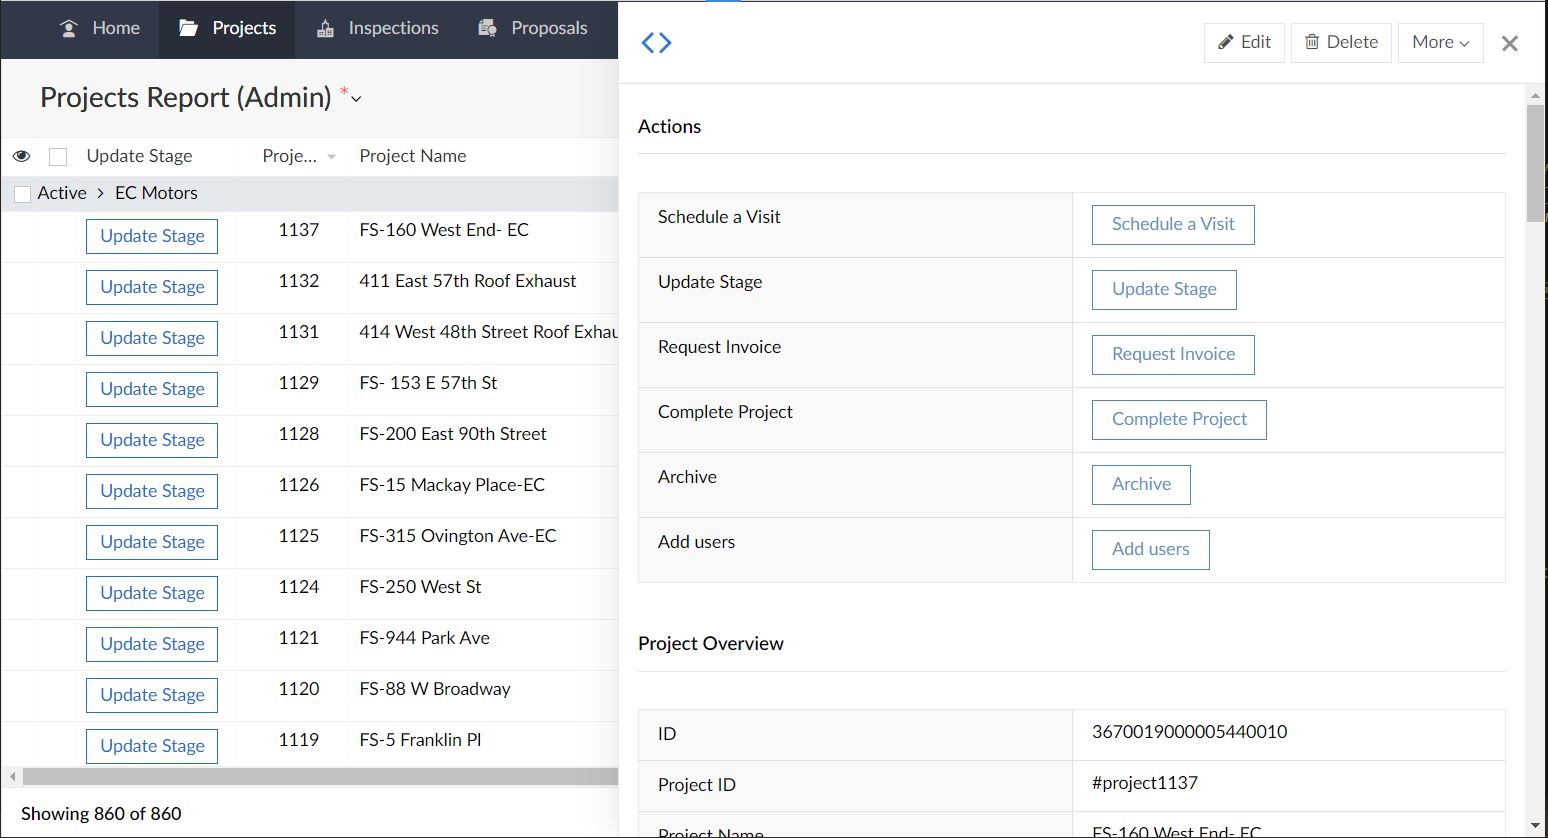 Home Projects Inspections Proposals
Projects Report (Admin) *
Update Stage Proje... Project Name
Active > EC Motors
Update Stage 1137 FS-160 West End- EC
Update Stage 1132 411 East 57th Roof Exhaust
Update Stage 1131 414 West 48th Street Roof Exhau
Update Stage 1129 FS- 153 E 57th St
Update Stage 1128 FS-200 East 90th Street
Update Stage 1126 FS-15 Mackay Place-EC
Update Stage 1125 FS-315 Ovington Ave-EC
Update Stage 1124 FS-250 West St
Update Stage 1121 FS-944 Park Ave
Update Stage 1120 FS-88 W Broadway
Update Stage 1119 FS-5 Franklin Pl
Showing 860 of 860
Edit Delete More
Actions
Schedule a Visit Schedule a Visit
Update Stage Update Stage
Request Invoice Request Invoice
Complete Project Complete Project
Archive Archive
Add users Add users
Project Overview
ID 3670019000005440010
Project ID #project1137
Project Name FS-160 West End- EC